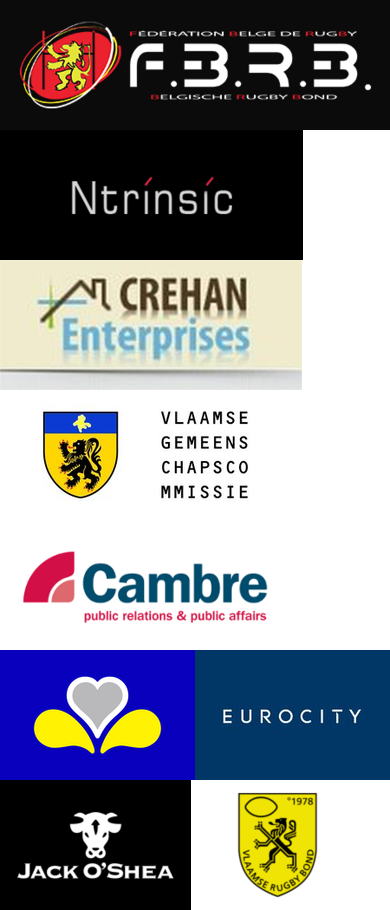 FÉDÉRATION BELGE DE RUGBY
F.B.R.B.
BELGISCHE RUGBY BOND
Ntrínsíc
CREHAN
Enterprises
VLAAMSE
GEMEENS
CHAPSCO
MMISSIE
Cambre
public relations & public affairs
EUROCITY
JACK O'SHEA
°1978
VLAAMSE RUGBY BOND